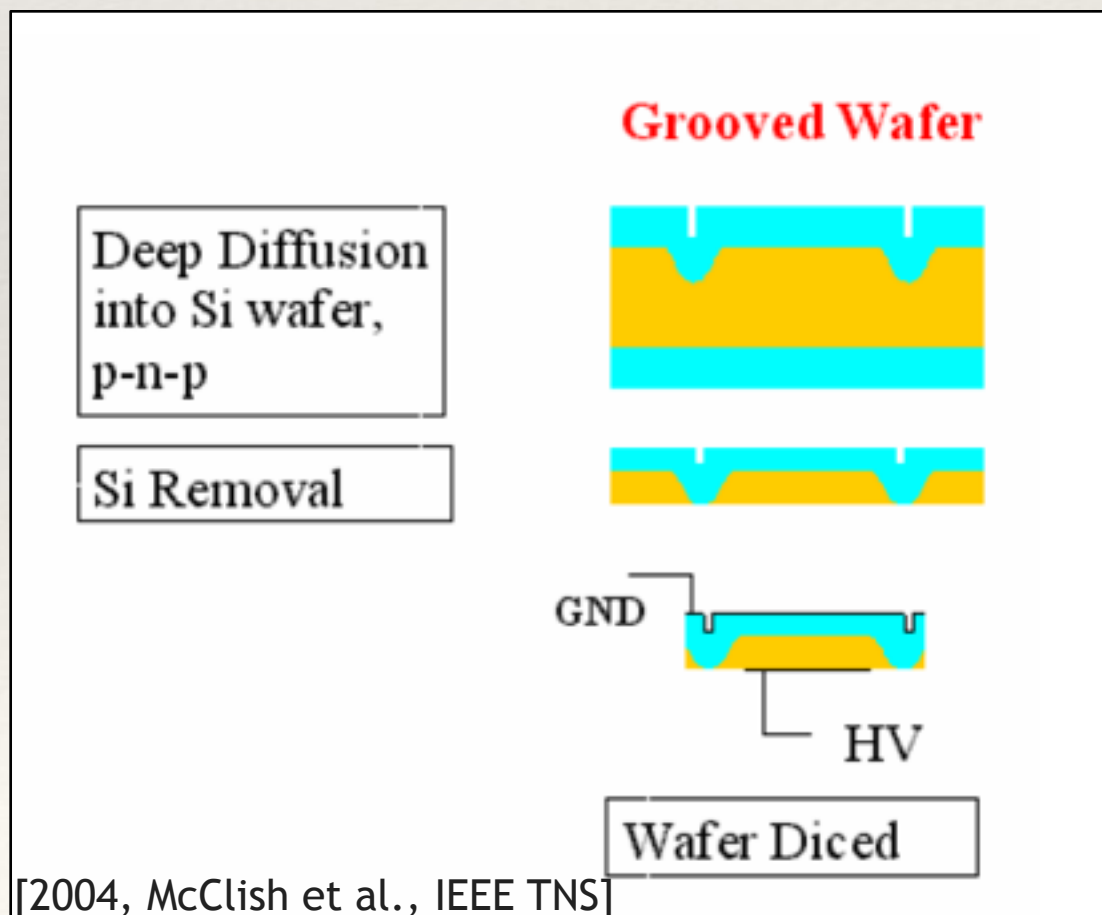 Grooved Wafer
Deep Diffusion
into Si wafer,
p-n-p
Si Removal
GND
HV
Wafer Diced
[2004, McClish et al., IEEE TNS]